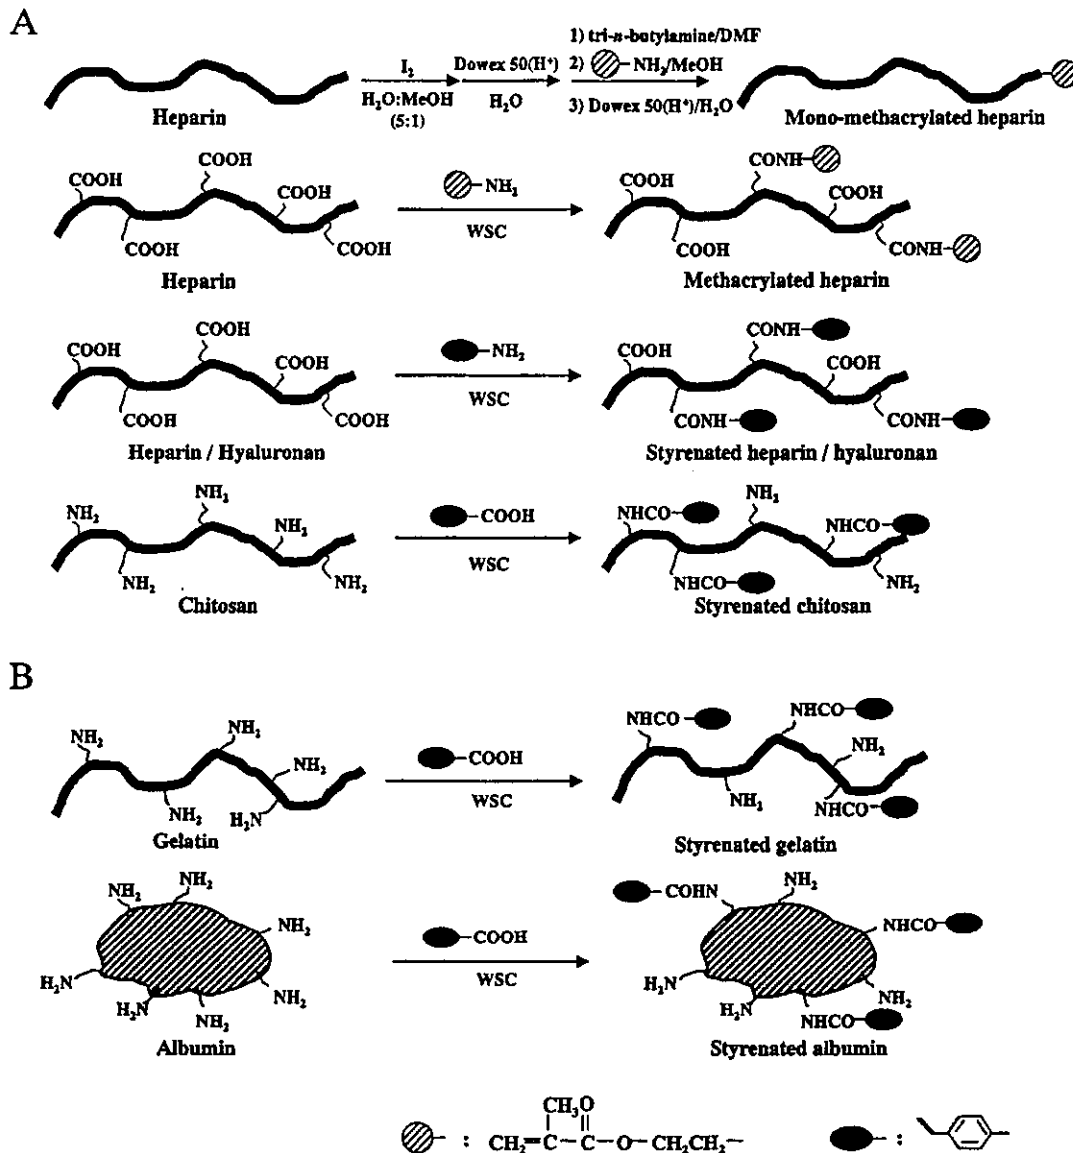 A
I₂
H₂O:MeOH
(5:1)
Dowex 50(H⁺)
H₂O
1) tri-n-butylamine/DMF
2) –NH₂/MeOH
3) Dowex 50(H⁺)/H₂O
Heparin
Mono-methacrylated heparin
COOH COOH COOH COOH COOH
–NH₂
WSC
COOH CONH– COOH COOH CONH–
Heparin
Methacrylated heparin
COOH COOH COOH COOH COOH
–NH₂
WSC
COOH CONH– COOH CONH– CONH–
Heparin / Hyaluronan
Styrenated heparin / hyaluronan
NH₂ NH₂ NH₂ NH₂ NH₂
–COOH
WSC
NHCO– NH₂ NHCO– NHCO– NH₂
Chitosan
Styrenated chitosan
B
NH₂ NH₂ NH₂ NH₂ H₂N
–COOH
WSC
NHCO– NHCO– NH₂ NH₂ NHCO–
Gelatin
Styrenated gelatin
NH₂ NH₂ NH₂ H₂N H₂N NH₂ NH₂
–COOH
WSC
–COHN NH₂ NHCO– H₂N H₂N NHCO– NH₂
Albumin
Styrenated albumin
CH₃O
: CH₂=C–C–O–CH₂CH₂–
: